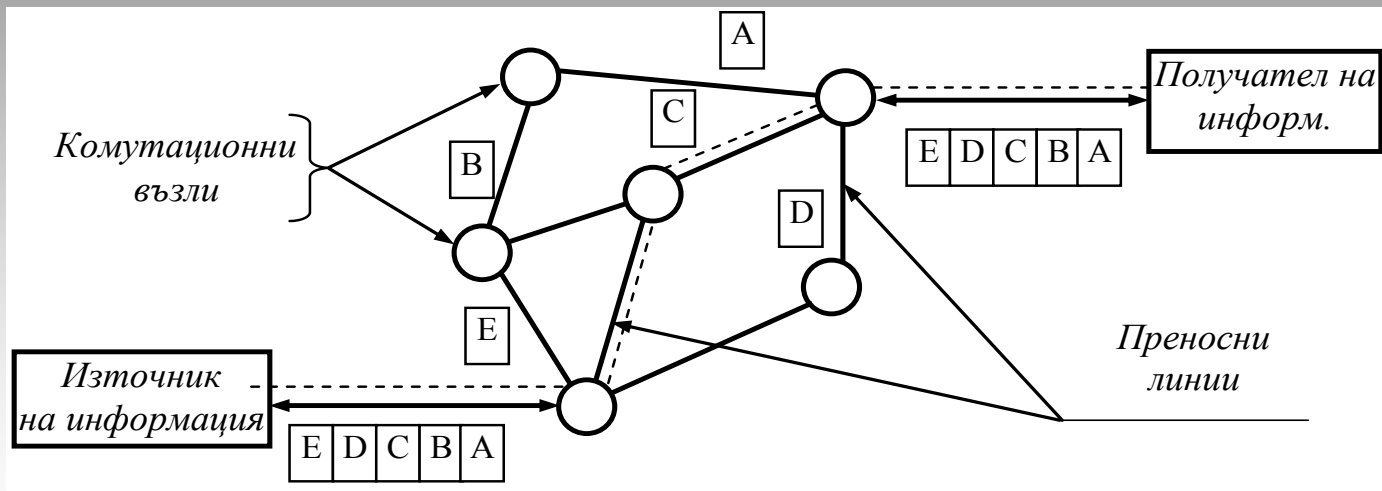 A
Получател на
информ.
C
E D C B A
Комутационни
възли
B
D
E
Преносни
линии
Източник
на информация
E D C B A